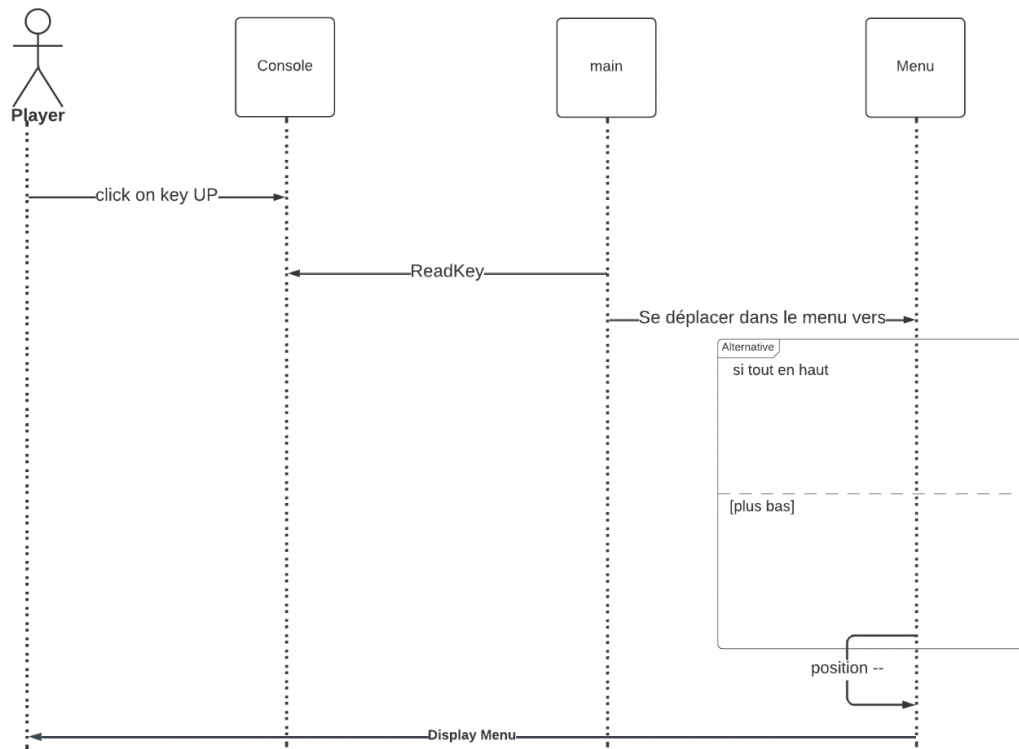 Player
Console
main
Menu
click on key UP
ReadKey
Se déplacer dans le menu vers
Alternative
si tout en haut
[plus bas]
position --
Display Menu